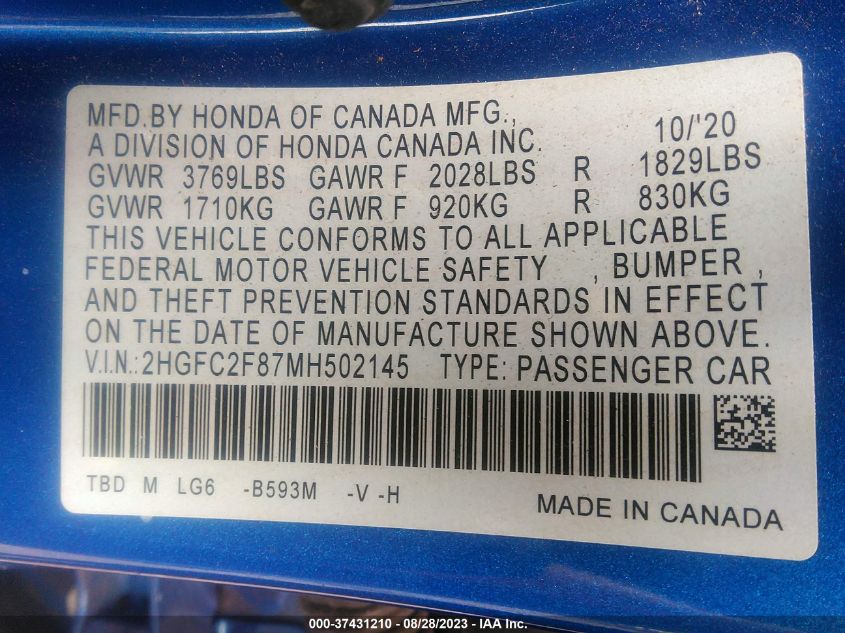 MFD.BY HONDA OF CANADA MFG.,
A DIVISION OF HONDA CANADA INC. 10/'20
GVWR 3769LBS GAWR F 2028LBS R 1829LBS
GVWR 1710KG GAWR F 920KG R 830KG
THIS VEHICLE CONFORMS TO ALL APPLICABLE
FEDERAL MOTOR VEHICLE SAFETY , BUMPER ,
AND THEFT PREVENTION STANDARDS IN EFFECT
ON THE DATE OF MANUFACTURE SHOWN ABOVE.
V.I.N.:2HGFC2F87MH502145 TYPE: PASSENGER CAR
TBD M LG6 -B593M -V -H
MADE IN CANADA
000-37431210 - 08/28/2023 - IAA Inc.